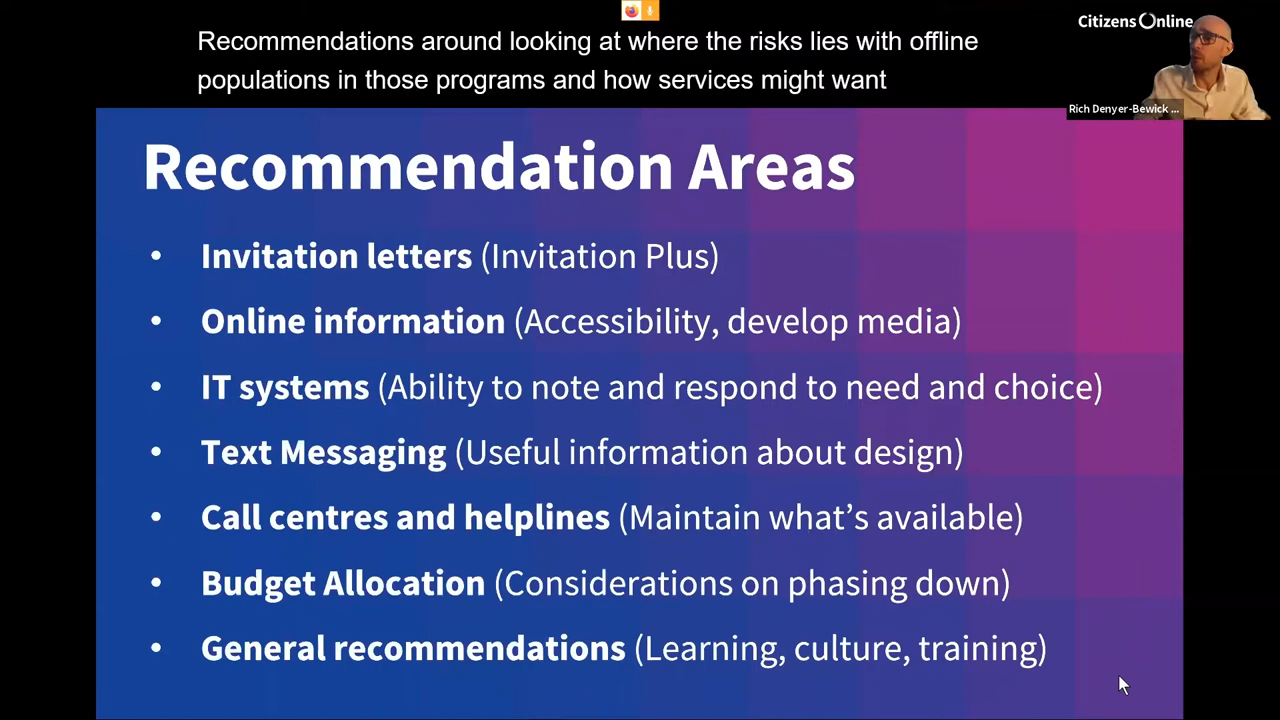 Recommendations around looking at where the risks lies with offline
populations in those programs and how services might want
Citizens Online
Rich Denyer-Bewick ...
Recommendation Areas
• Invitation letters (Invitation Plus)
• Online information (Accessibility, develop media)
• IT systems (Ability to note and respond to need and choice)
• Text Messaging (Useful information about design)
• Call centres and helplines (Maintain what’s available)
• Budget Allocation (Considerations on phasing down)
• General recommendations (Learning, culture, training)